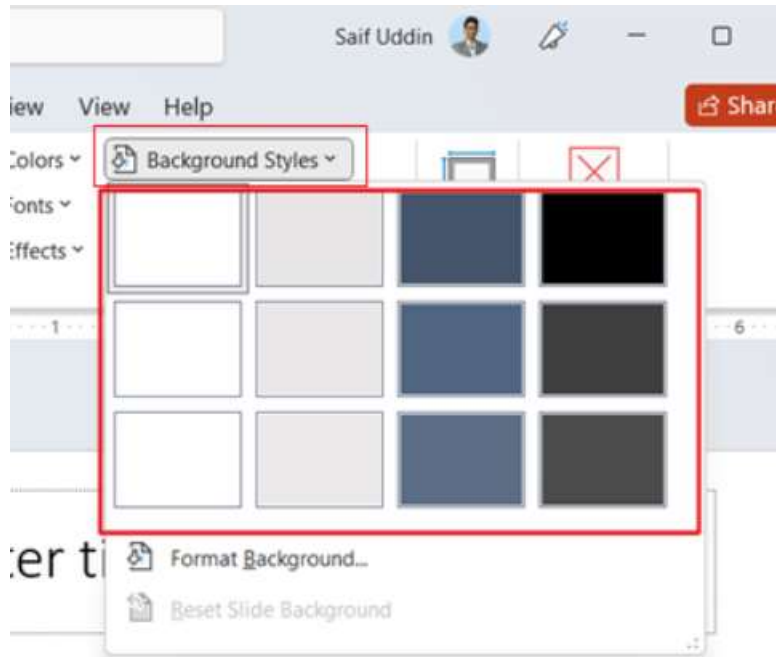 Saif Uddin
iew View Help
Shar
Colors
Background Styles
Fonts
Effects
1
6
er ti
Format Background...
Reset Slide Background